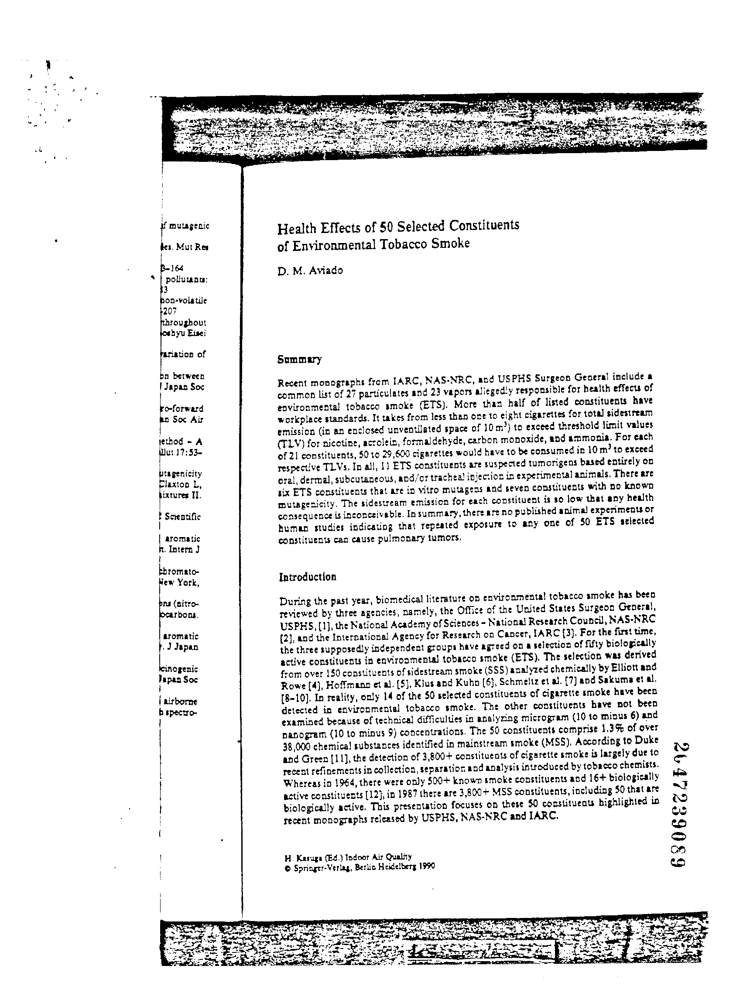 if mutagenic
des. Mut Res
8–164
pollutants:
13
non-volatile
-207
throughout
oshyu Eisei
variation of
on between
Japan Soc
ro-forward
an Soc Air
ethod – A
Mut 17:53–
utagenicity
Claxton L,
ixtures II.
Scientific
aromatic
n. Intern J
chromato-
New York,
ons (nitro-
ocarbons.
aromatic
r. J Japan
cinogenic
Japan Soc
airborne
h spectro-
Health Effects of 50 Selected Constituents
of Environmental Tobacco Smoke
D. M. Aviado
Summary
Recent monographs from IARC, NAS-NRC, and USPHS Surgeon General include a
common list of 27 particulates and 23 vapors allegedly responsible for health effects of
environmental tobacco smoke (ETS). More than half of listed constituents have
workplace standards. It takes from less than one to eight cigarettes for total sidestream
emission (in an enclosed unventilated space of 10 m³) to exceed threshold limit values
(TLV) for nicotine, acrolein, formaldehyde, carbon monoxide, and ammonia. For each
of 21 constituents, 50 to 29,600 cigarettes would have to be consumed in 10 m³ to exceed
respective TLVs. In all, 11 ETS constituents are suspected tumorigens based entirely on
oral, dermal, subcutaneous, and/or tracheal injection in experimental animals. There are
six ETS constituents that are in vitro mutagens and seven constituents with no known
mutagenicity. The sidestream emission for each constituent is so low that any health
consequence is inconceivable. In summary, there are no published animal experiments or
human studies indicating that repeated exposure to any one of 50 ETS selected
constituents can cause pulmonary tumors.
Introduction
During the past year, biomedical literature on environmental tobacco smoke has been
reviewed by three agencies, namely, the Office of the United States Surgeon General,
USPHS, [1], the National Academy of Sciences – National Research Council, NAS-NRC
[2], and the International Agency for Research on Cancer, IARC [3]. For the first time,
the three supposedly independent groups have agreed on a selection of fifty biologically
active constituents in environmental tobacco smoke (ETS). The selection was derived
from over 150 constituents of sidestream smoke (SSS) analyzed chemically by Elliott and
Rowe [4], Hoffmann et al. [5], Klus and Kuhn [6], Schmeltz et al. [7] and Sakuma et al.
[8–10]. In reality, only 14 of the 50 selected constituents of cigarette smoke have been
detected in environmental tobacco smoke. The other constituents have not been
examined because of technical difficulties in analyzing microgram (10 to minus 6) and
nanogram (10 to minus 9) concentrations. The 50 constituents comprise 1.3% of over
38,000 chemical substances identified in mainstream smoke (MSS). According to Duke
and Green [11], the detection of 3,800+ constituents of cigarette smoke is largely due to
recent refinements in collection, separation and analysis introduced by tobacco chemists.
Whereas in 1964, there were only 500+ known smoke constituents and 16+ biologically
active constituents [12], in 1987 there are 3,800+ MSS constituents, including 50 that are
biologically active. This presentation focuses on these 50 constituents highlighted in
recent monographs released by USPHS, NAS-NRC and IARC.
H. Kasuga (Ed.) Indoor Air Quality
© Springer-Verlag, Berlin Heidelberg 1990
2047239089